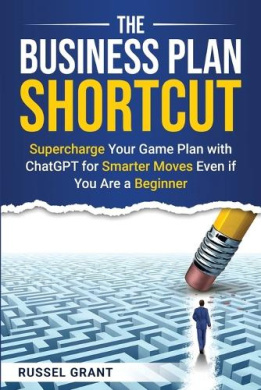 THE
BUSINESS PLAN
SHORTCUT
Supercharge Your Game Plan with
ChatGPT for Smarter Moves Even if
You Are a Beginner
RUSSEL GRANT